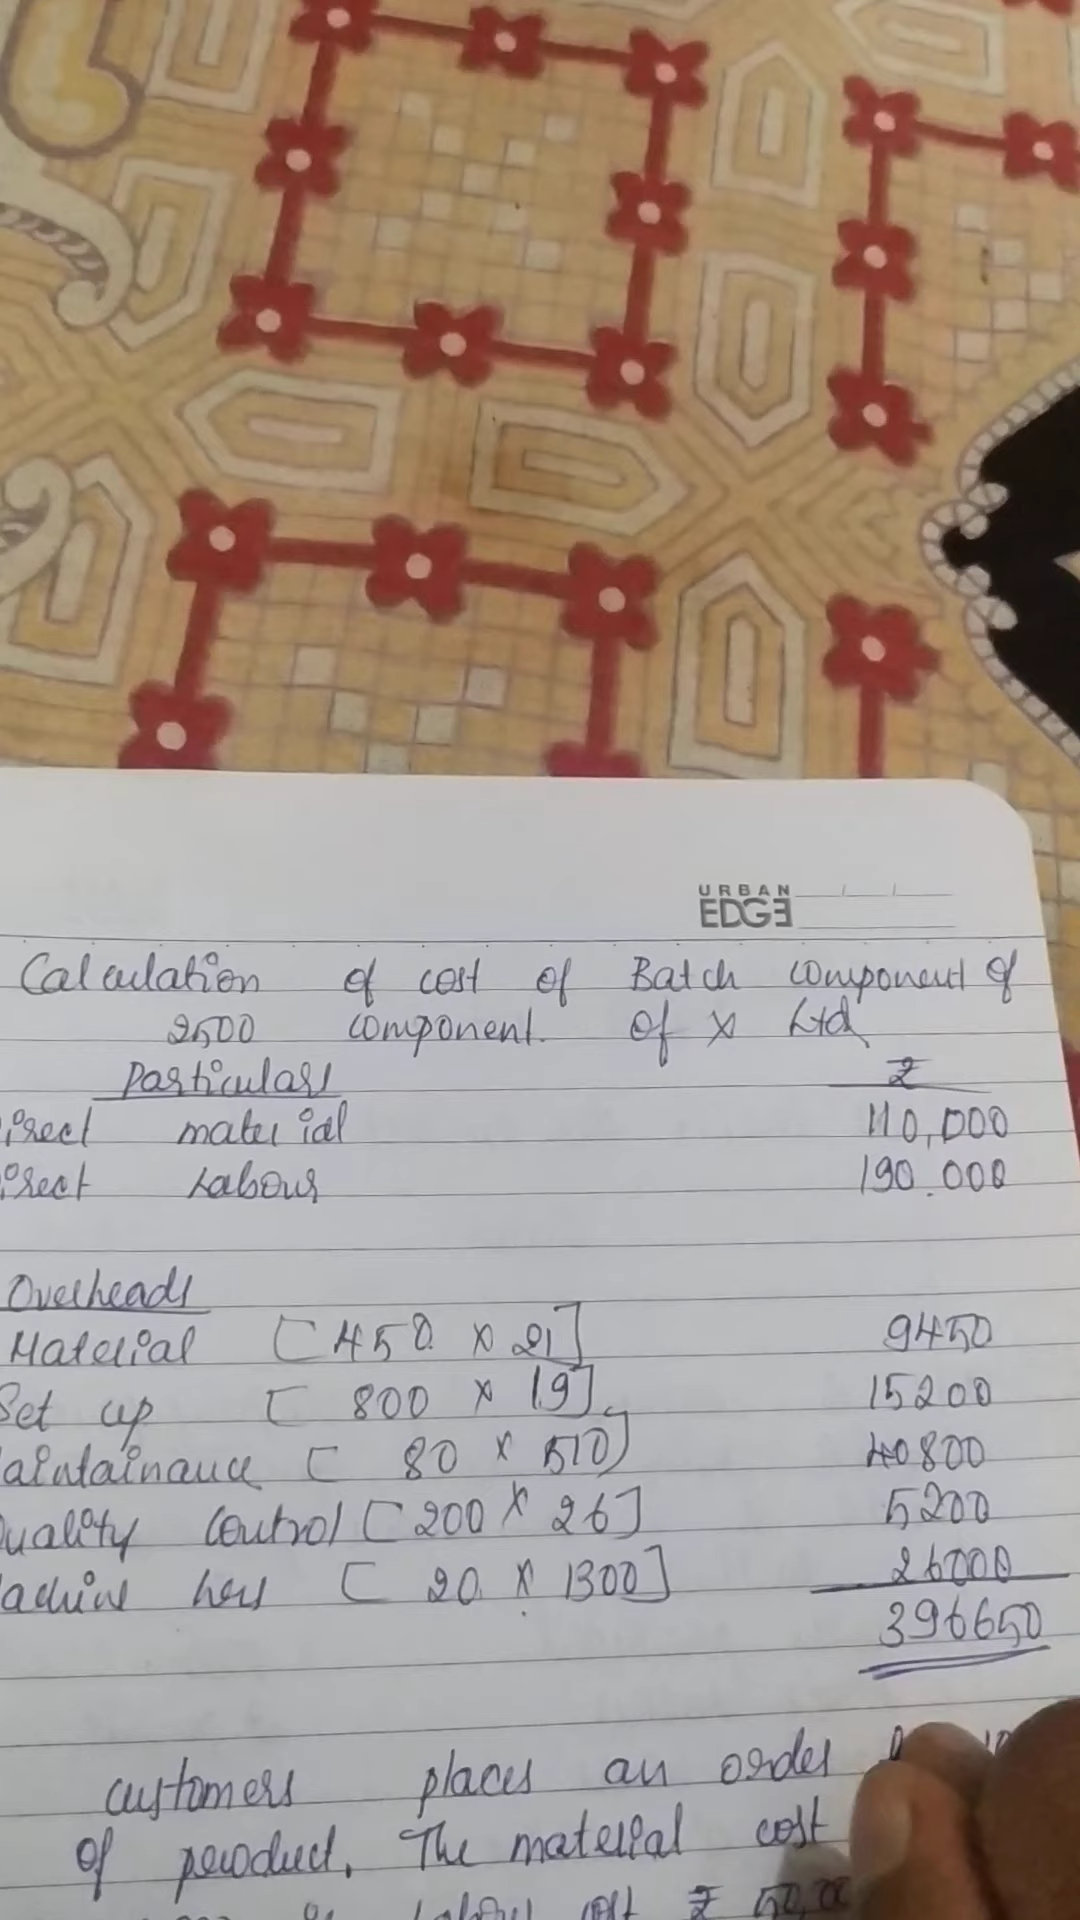 URBAN
EDGE
Calculation of cost of Batch component of
2500 component. of X Ltd
Particulars ₹
irect material 110,000
irect Labour 190.000
Overheads
Material [450 × 21] 9450
Set up [ 800 × 19] 15200
aintainance [ 80 × 510] 40800
uality control [200 × 26] 5200
achine hrs [ 20 × 1300] 26000
396650
customers places an order
of product. The material cost
labour cost ₹